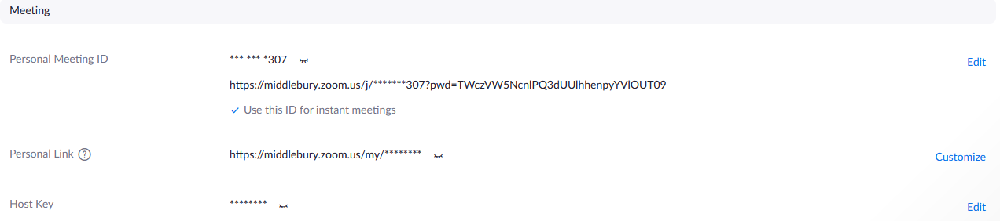 Meeting
Personal Meeting ID
*** *** *307
Edit
https://middlebury.zoom.us/j/*******307?pwd=TWczVW5NcnlPQ3dUUlhhenpyYVlOUT09
Use this ID for instant meetings
Personal Link ?
https://middlebury.zoom.us/my/********
Customize
Host Key
********
Edit